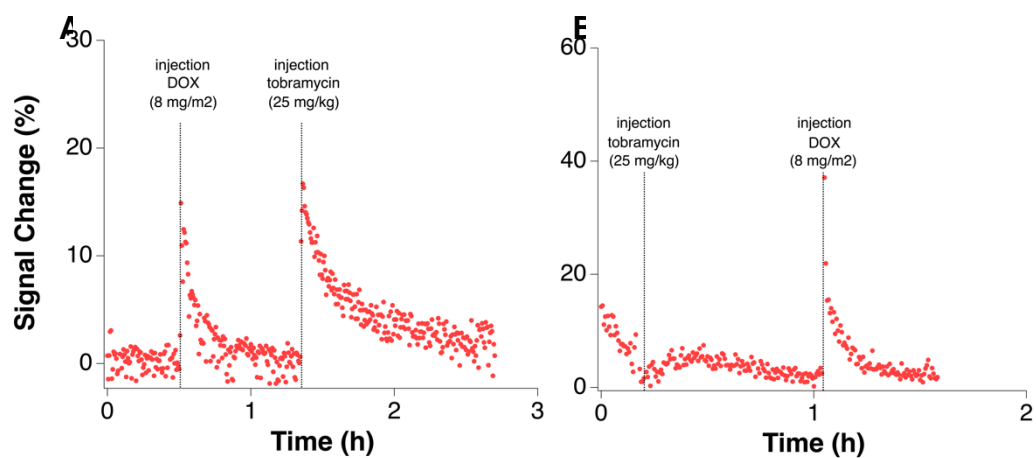 A
30
20
10
0
Signal Change (%)
injection
DOX
(8 mg/m2)
injection
tobramycin
(25 mg/kg)
0
1
2
3
Time (h)
60
40
20
0
injection
tobramycin
(25 mg/kg)
injection
DOX
(8 mg/m2)
0
1
2
Time (h)